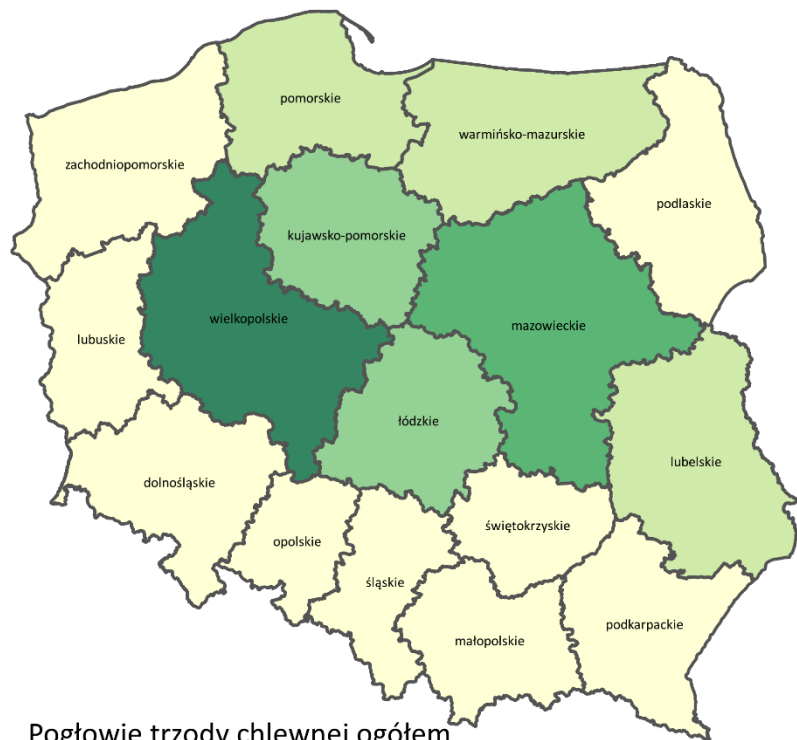 pomorskie
warmińsko-mazurskie
zachodniopomorskie
podlaskie
kujawsko-pomorskie
wielkopolskie
mazowieckie
lubuskie
łódzkie
lubelskie
dolnośląskie
świętokrzyskie
opolskie
śląskie
podkarpackie
małopolskie
Pogłowie trzody chlewnej ogółem